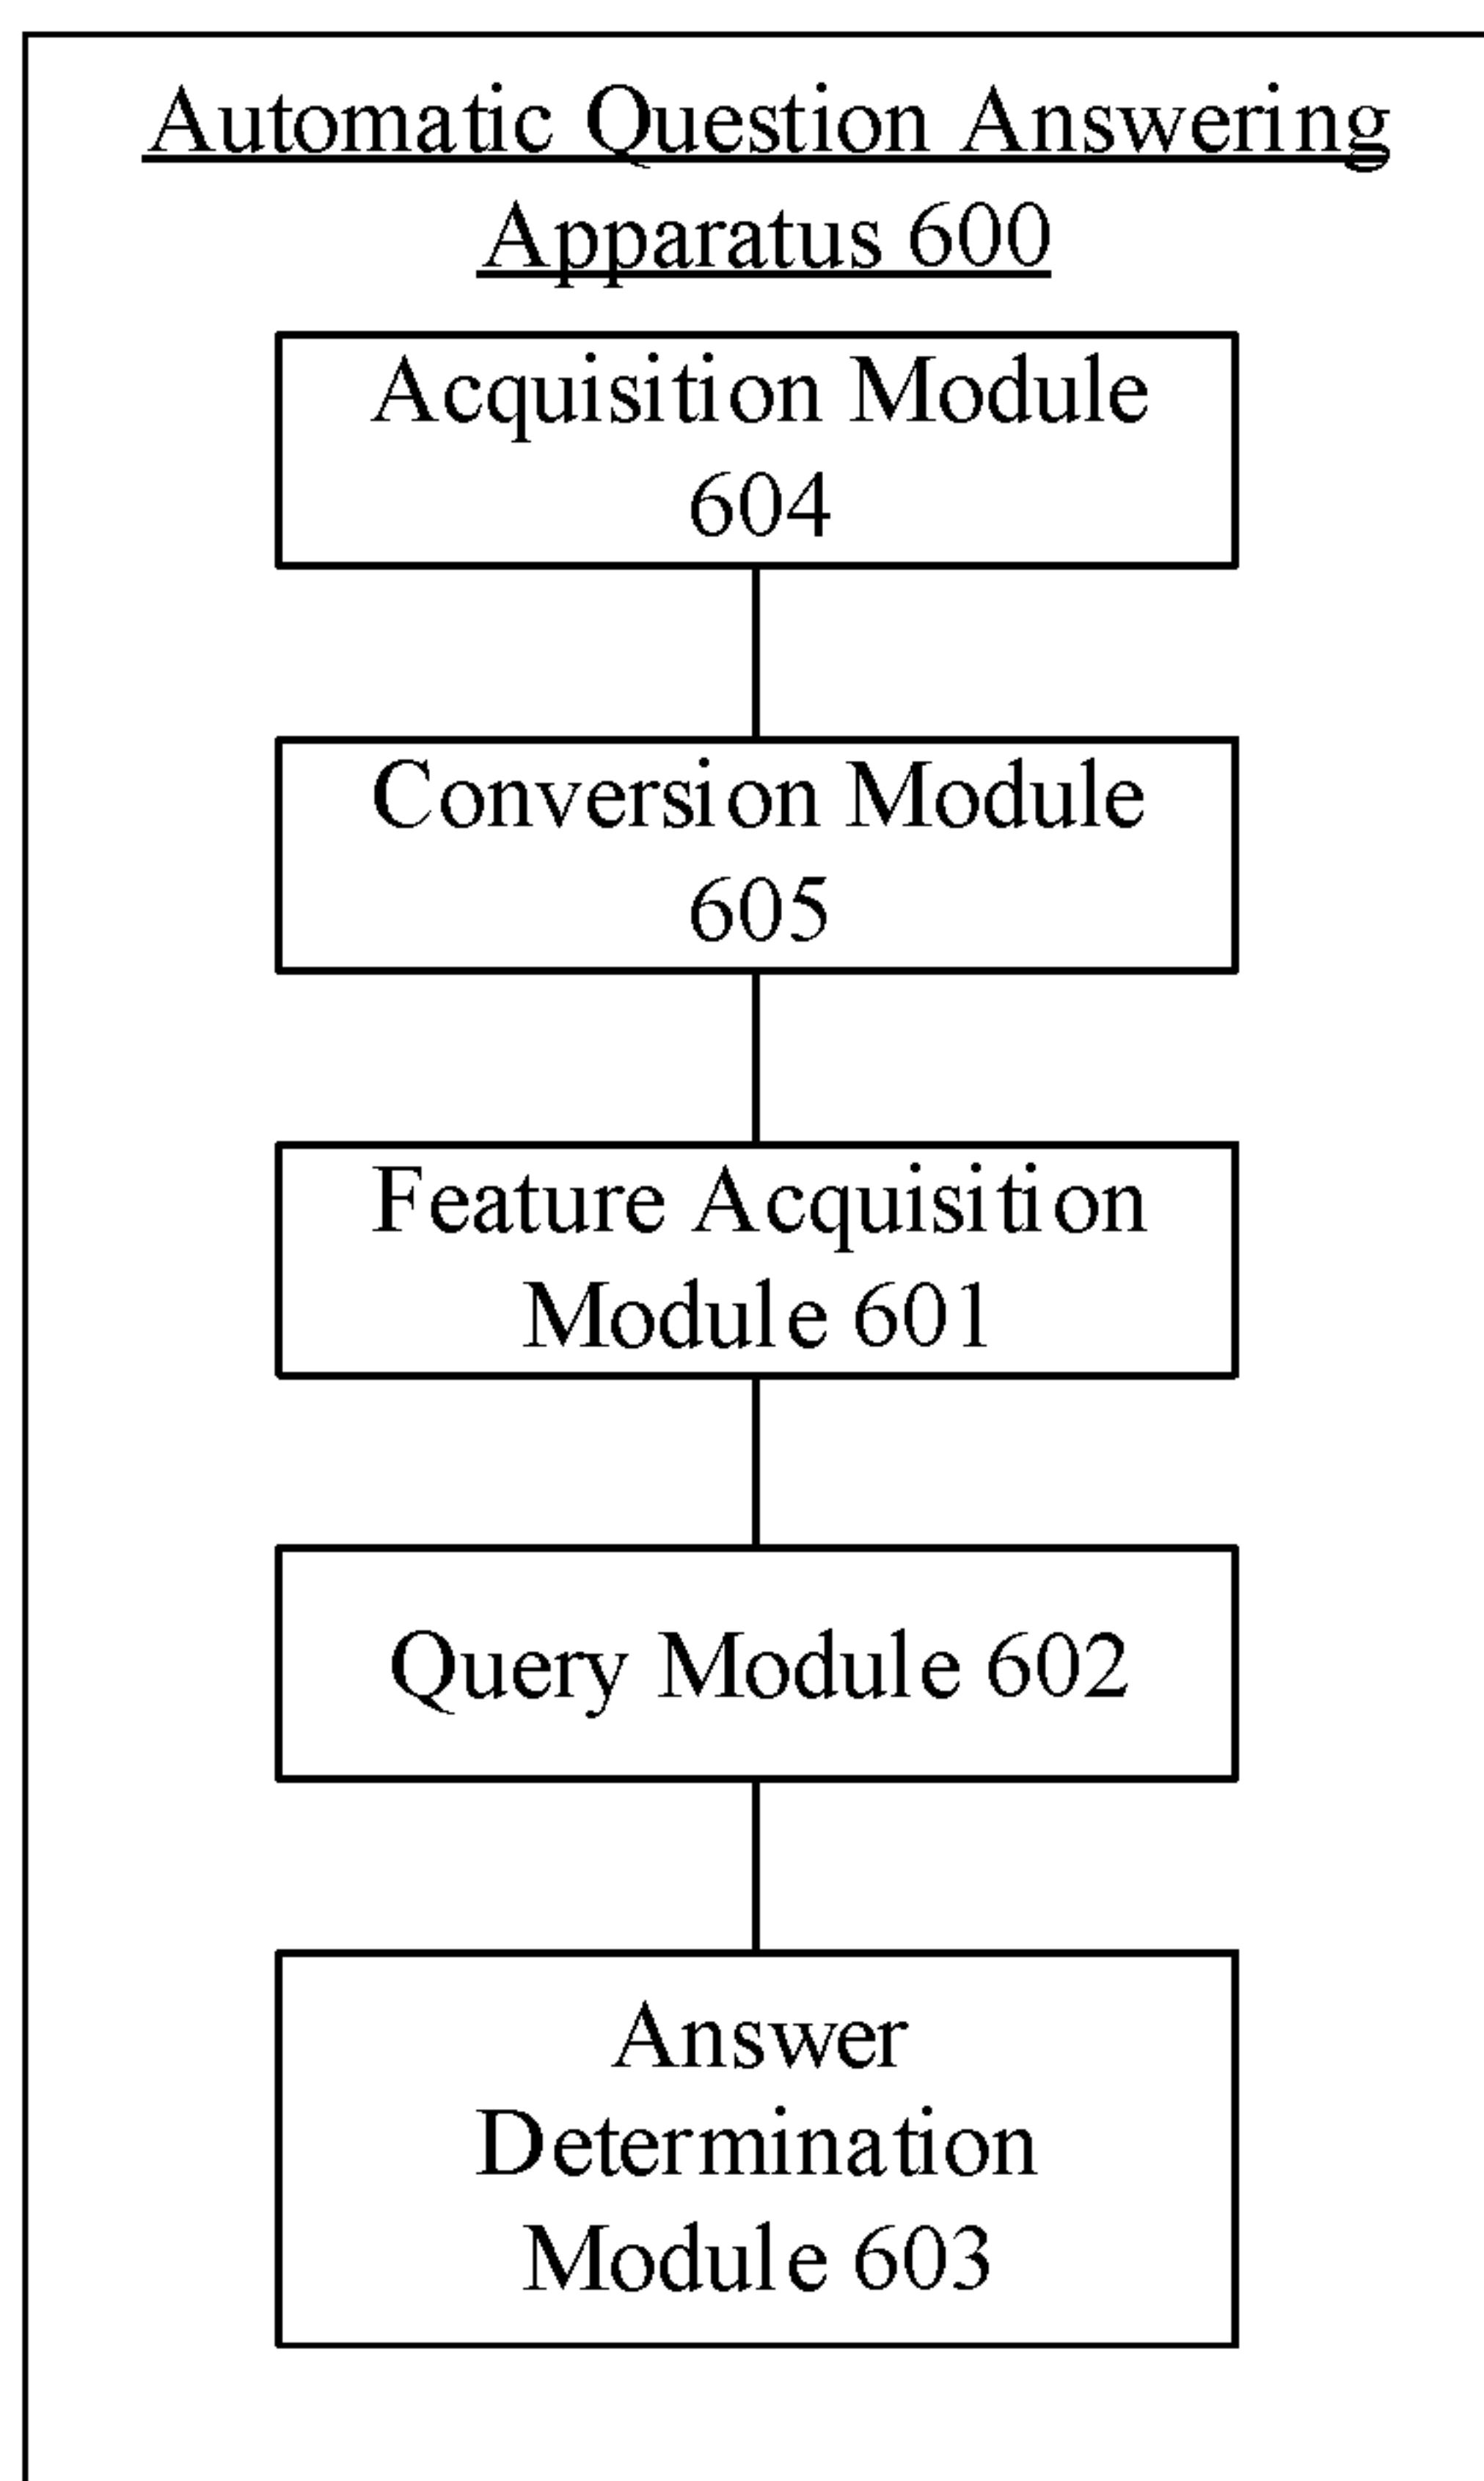 Automatic Question Answering
Apparatus 600
Acquisition Module
604
Conversion Module
605
Feature Acquisition
Module 601
Query Module 602
Answer
Determination
Module 603